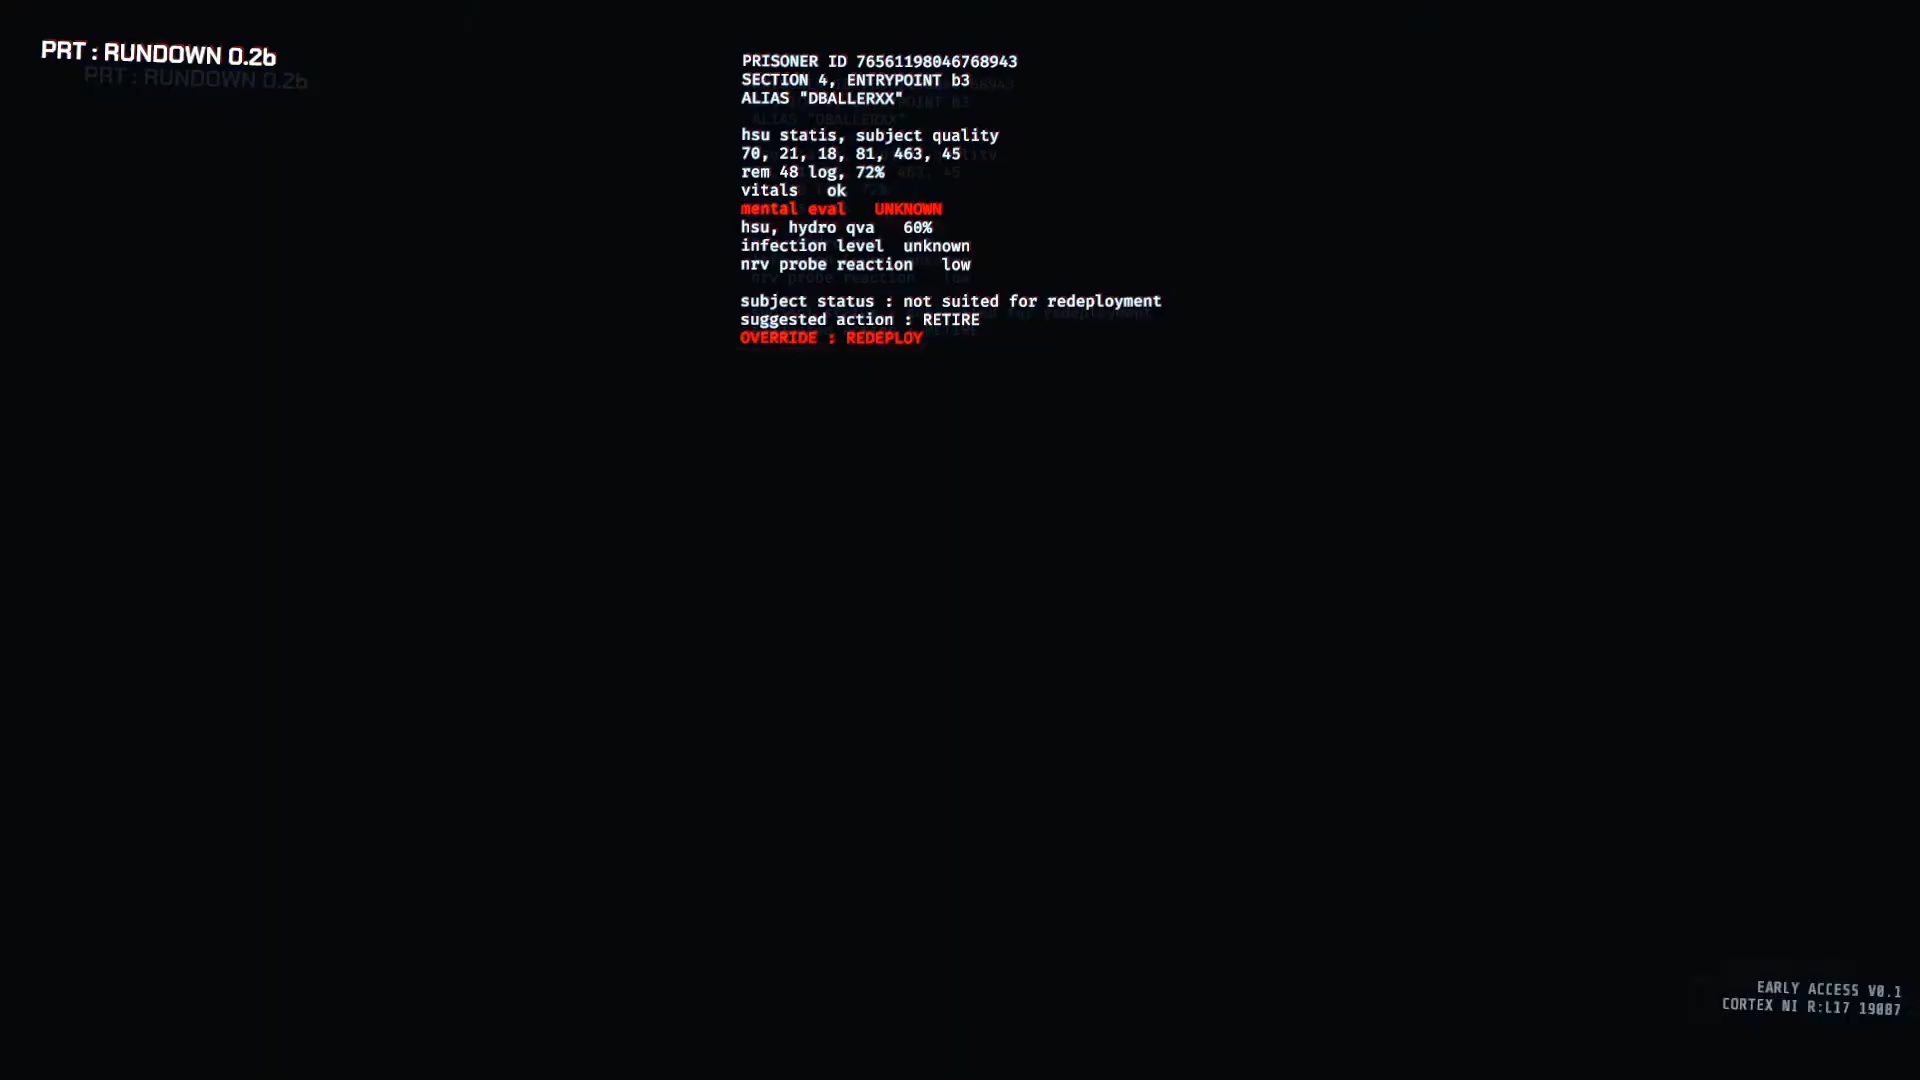 PRT : RUNDOWN 0.2b
PRISONER ID 76561198046768943
SECTION 4, ENTRYPOINT b3
ALIAS "DBALLERXX"
hsu statis, subject quality
70, 21, 18, 81, 463, 45
rem 48 log, 72%
vitals ok
mental eval UNKNOWN
hsu, hydro qva 60%
infection level unknown
nrv probe reaction low
subject status : not suited for redeployment
suggested action : RETIRE
OVERRIDE : REDEPLOY
EARLY ACCESS V0.1
CORTEX NI R:L17 19087